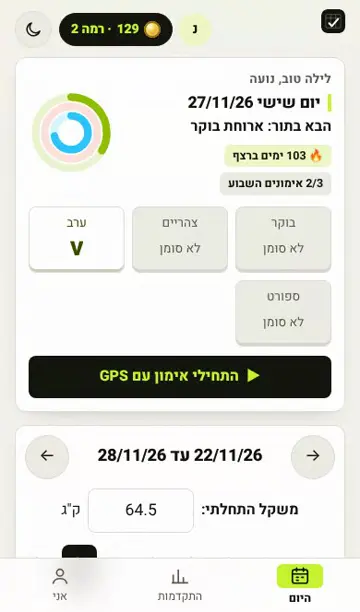 נ
129 · רמה 2
לילה טוב, נועה
יום שישי 27/11/26
הבא בתור: ארוחת בוקר
🔥 103 ימים ברצף
2/3 אימונים השבוע
בוקר
לא סומן
צהריים
לא סומן
ערב
V
ספורט
לא סומן
▶ התחילי אימון עם GPS
22/11/26 עד 28/11/26
משקל התחלתי:
64.5
ק"ג
היום
התקדמות
אני